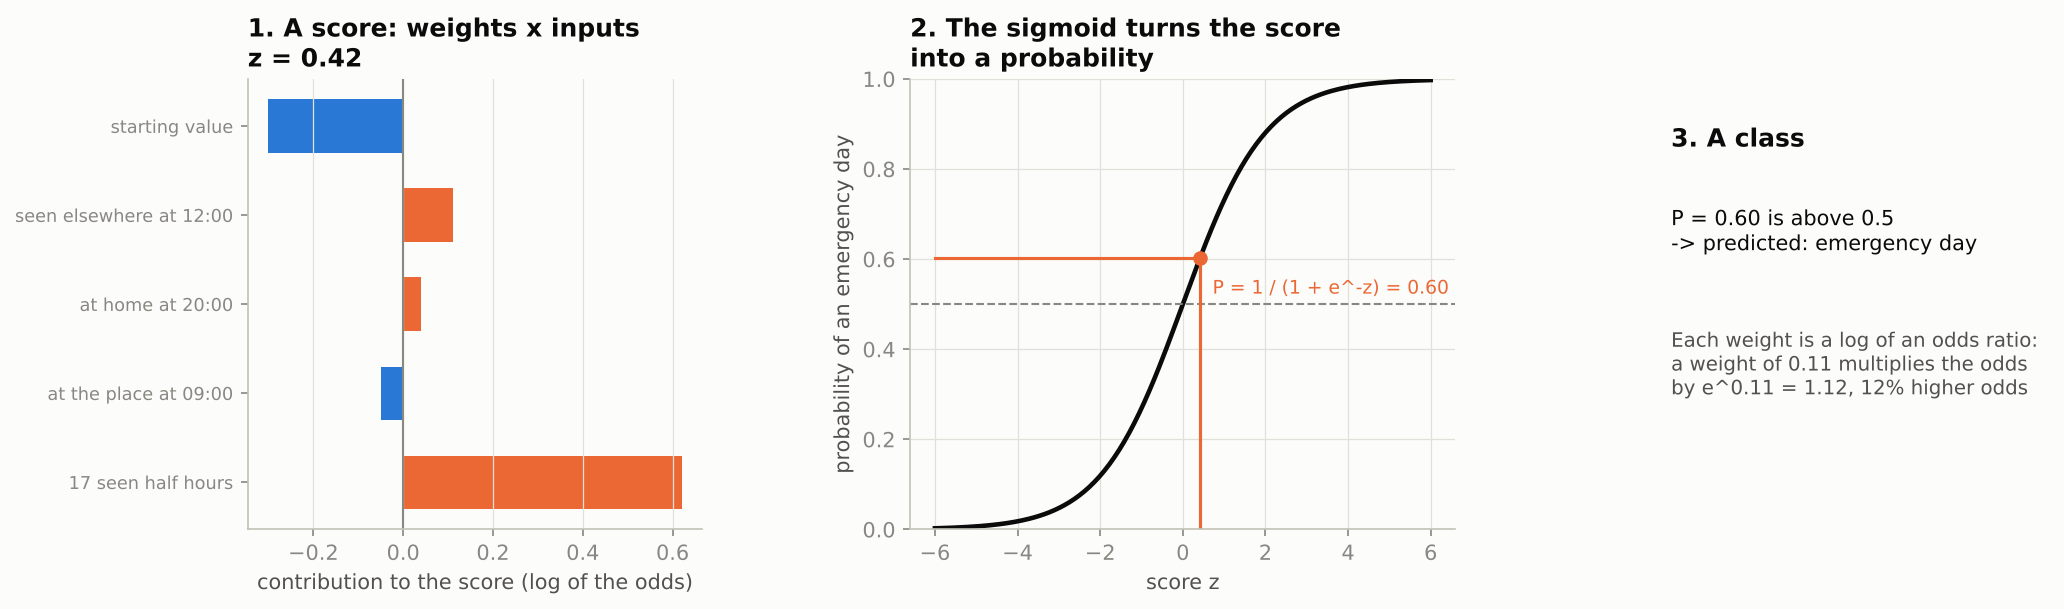 1. A score: weights x inputs
z = 0.42
starting value
seen elsewhere at 12:00
at home at 20:00
at the place at 09:00
17 seen half hours
−0.2 0.0 0.2 0.4 0.6
contribution to the score (log of the odds)
2. The sigmoid turns the score
into a probability
probability of an emergency day
1.0
0.8
0.6
0.4
0.2
0.0
P = 1 / (1 + e^-z) = 0.60
−6 −4 −2 0 2 4 6
score z
3. A class
P = 0.60 is above 0.5
-> predicted: emergency day
Each weight is a log of an odds ratio:
a weight of 0.11 multiplies the odds
by e^0.11 = 1.12, 12% higher odds